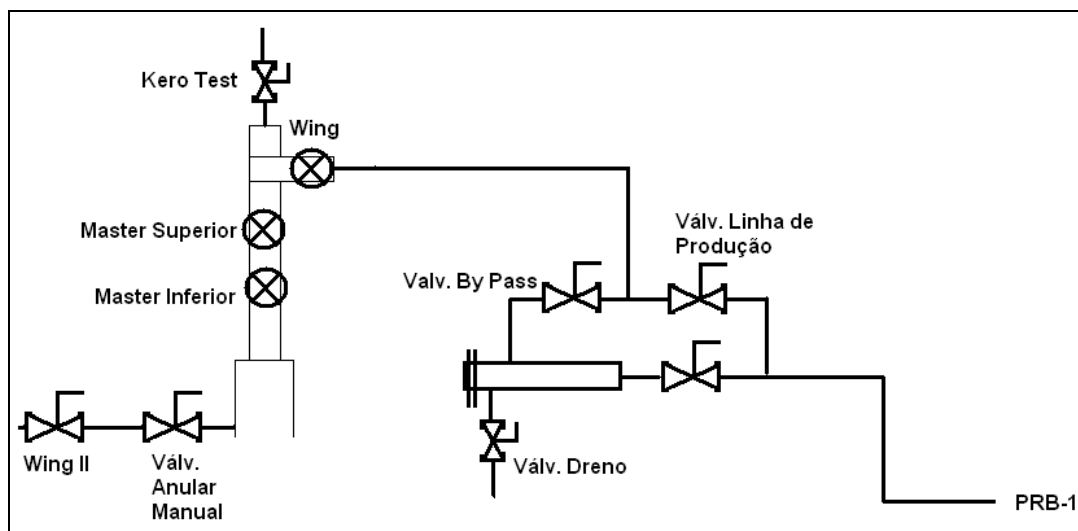 Kero Test
Wing
Master Superior
Master Inferior
Válv. Linha de
Produção
Valv. By Pass
Wing II
Válv.
Anular
Manual
Válv. Dreno
PRB-1